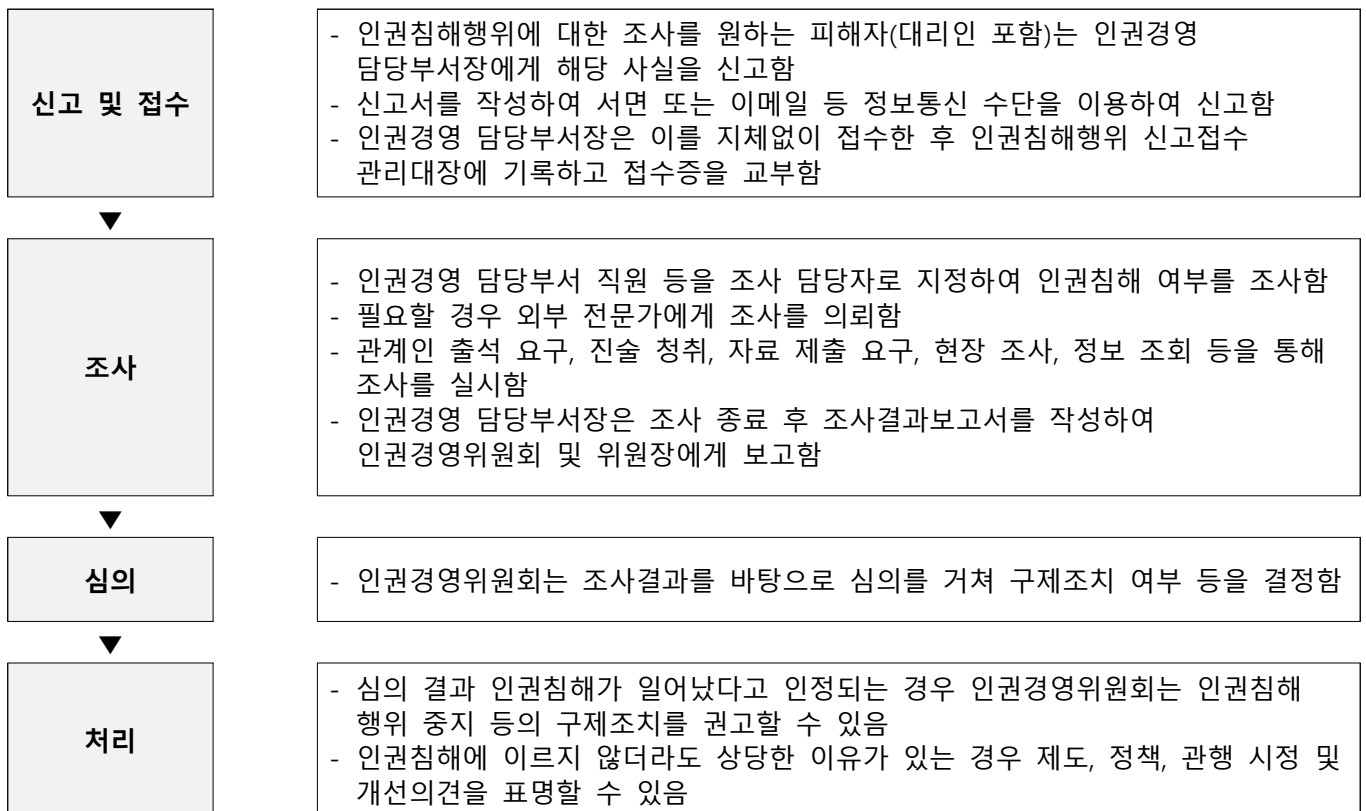 신고 및 접수
- 인권침해행위에 대한 조사를 원하는 피해자(대리인 포함)는 인권경영
담당부서장에게 해당 사실을 신고함
- 신고서를 작성하여 서면 또는 이메일 등 정보통신 수단을 이용하여 신고함
- 인권경영 담당부서장은 이를 지체없이 접수한 후 인권침해행위 신고접수
관리대장에 기록하고 접수증을 교부함
▼
조사
- 인권경영 담당부서 직원 등을 조사 담당자로 지정하여 인권침해 여부를 조사함
- 필요할 경우 외부 전문가에게 조사를 의뢰함
- 관계인 출석 요구, 진술 청취, 자료 제출 요구, 현장 조사, 정보 조회 등을 통해
조사를 실시함
- 인권경영 담당부서장은 조사 종료 후 조사결과보고서를 작성하여
인권경영위원회 및 위원장에게 보고함
▼
심의
- 인권경영위원회는 조사결과를 바탕으로 심의를 거쳐 구제조치 여부 등을 결정함
▼
처리
- 심의 결과 인권침해가 일어났다고 인정되는 경우 인권경영위원회는 인권침해
행위 중지 등의 구제조치를 권고할 수 있음
- 인권침해에 이르지 않더라도 상당한 이유가 있는 경우 제도, 정책, 관행 시정 및
개선의견을 표명할 수 있음